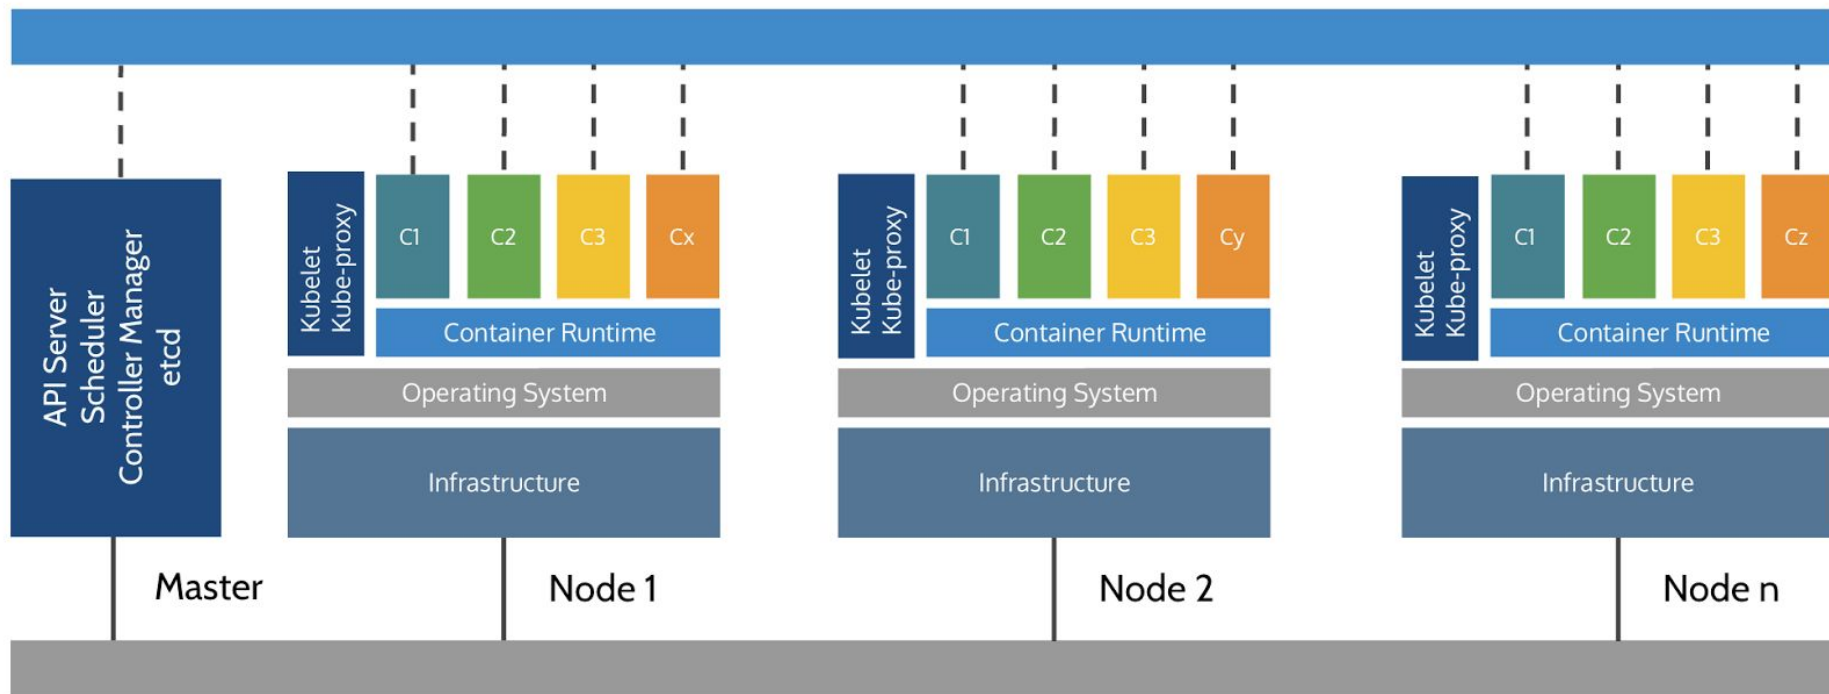 API Server
Scheduler
Controller Manager
etcd
Master
Kubelet
Kube-proxy
C1
C2
C3
Cx
Container Runtime
Operating System
Infrastructure
Node 1
Kubelet
Kube-proxy
C1
C2
C3
Cy
Container Runtime
Operating System
Infrastructure
Node 2
Kubelet
Kube-proxy
C1
C2
C3
Cz
Container Runtime
Operating System
Infrastructure
Node n